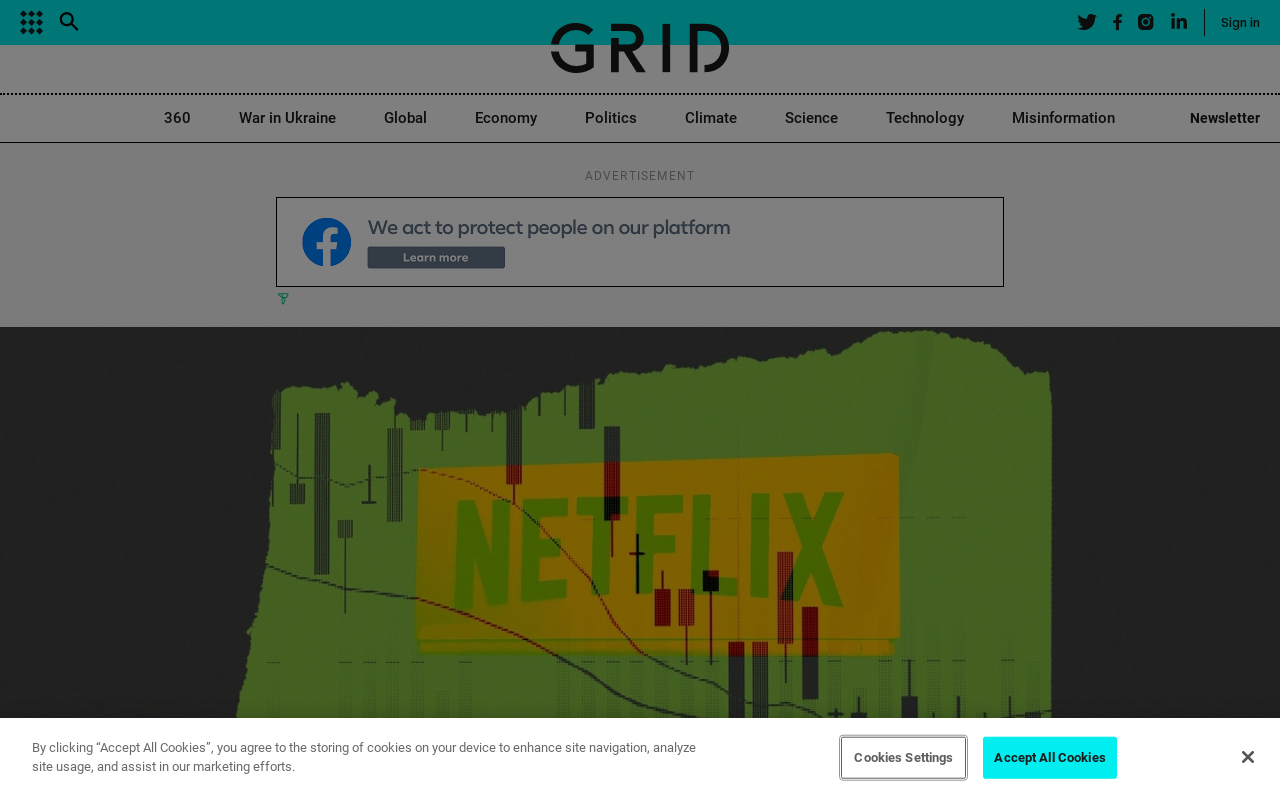 GRID
Sign in
360
War in Ukraine
Global
Economy
Politics
Climate
Science
Technology
Misinformation
Newsletter
ADVERTISEMENT
We act to protect people on our platform
Learn more
NETFLIX
By clicking “Accept All Cookies”, you agree to the storing of cookies on your device to enhance site navigation, analyze
site usage, and assist in our marketing efforts.
Cookies Settings
Accept All Cookies